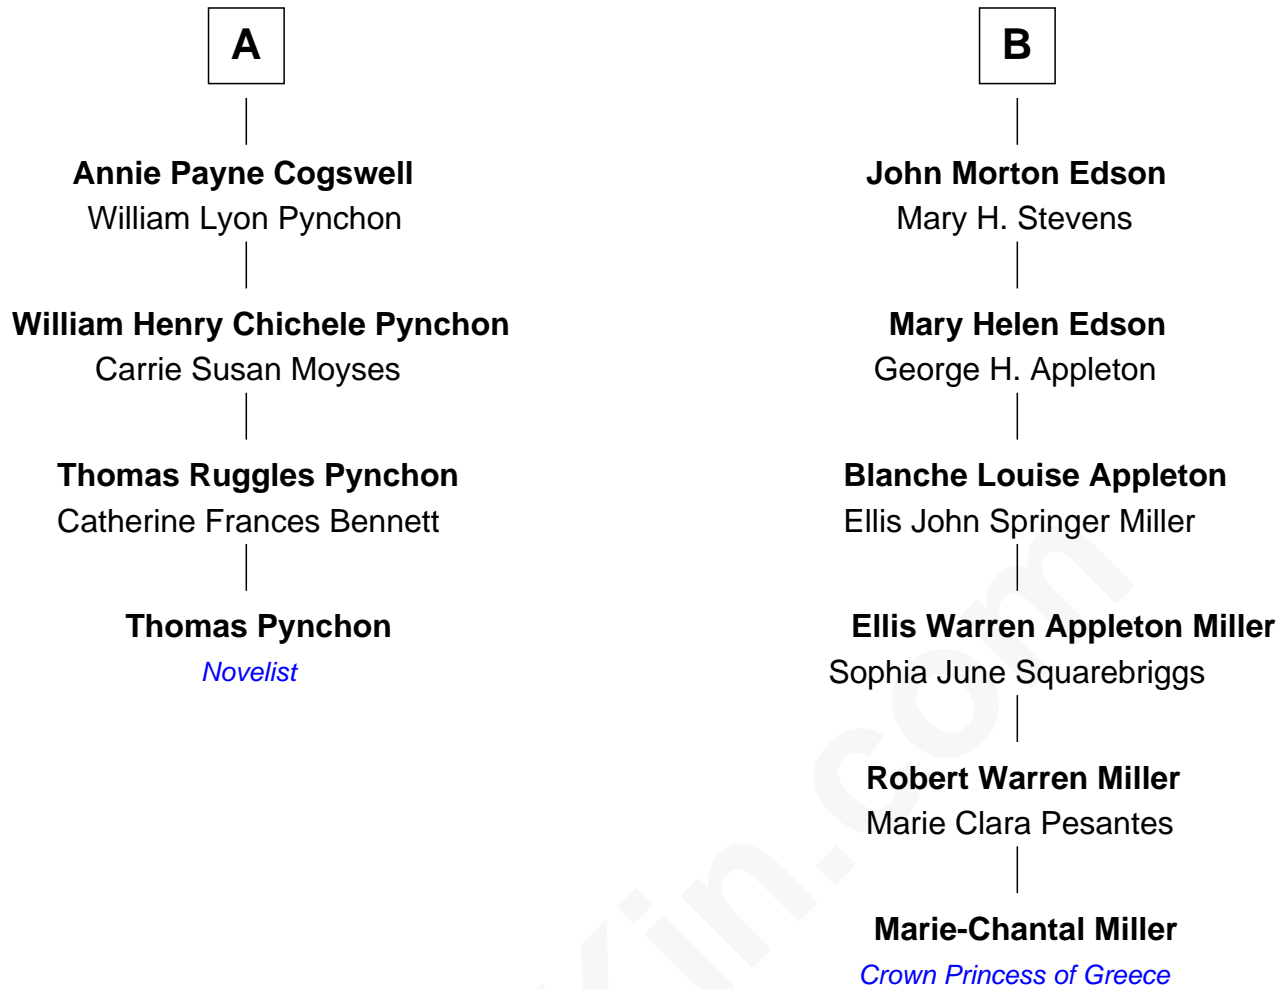 A
Annie Payne Cogswell
William Lyon Pynchon
William Henry Chichele Pynchon
Carrie Susan Moyses
Thomas Ruggles Pynchon
Catherine Frances Bennett
Thomas Pynchon
Novelist
B
John Morton Edson
Mary H. Stevens
Mary Helen Edson
George H. Appleton
Blanche Louise Appleton
Ellis John Springer Miller
Ellis Warren Appleton Miller
Sophia June Squarebriggs
Robert Warren Miller
Marie Clara Pesantes
Marie-Chantal Miller
Crown Princess of Greece
Kin.com